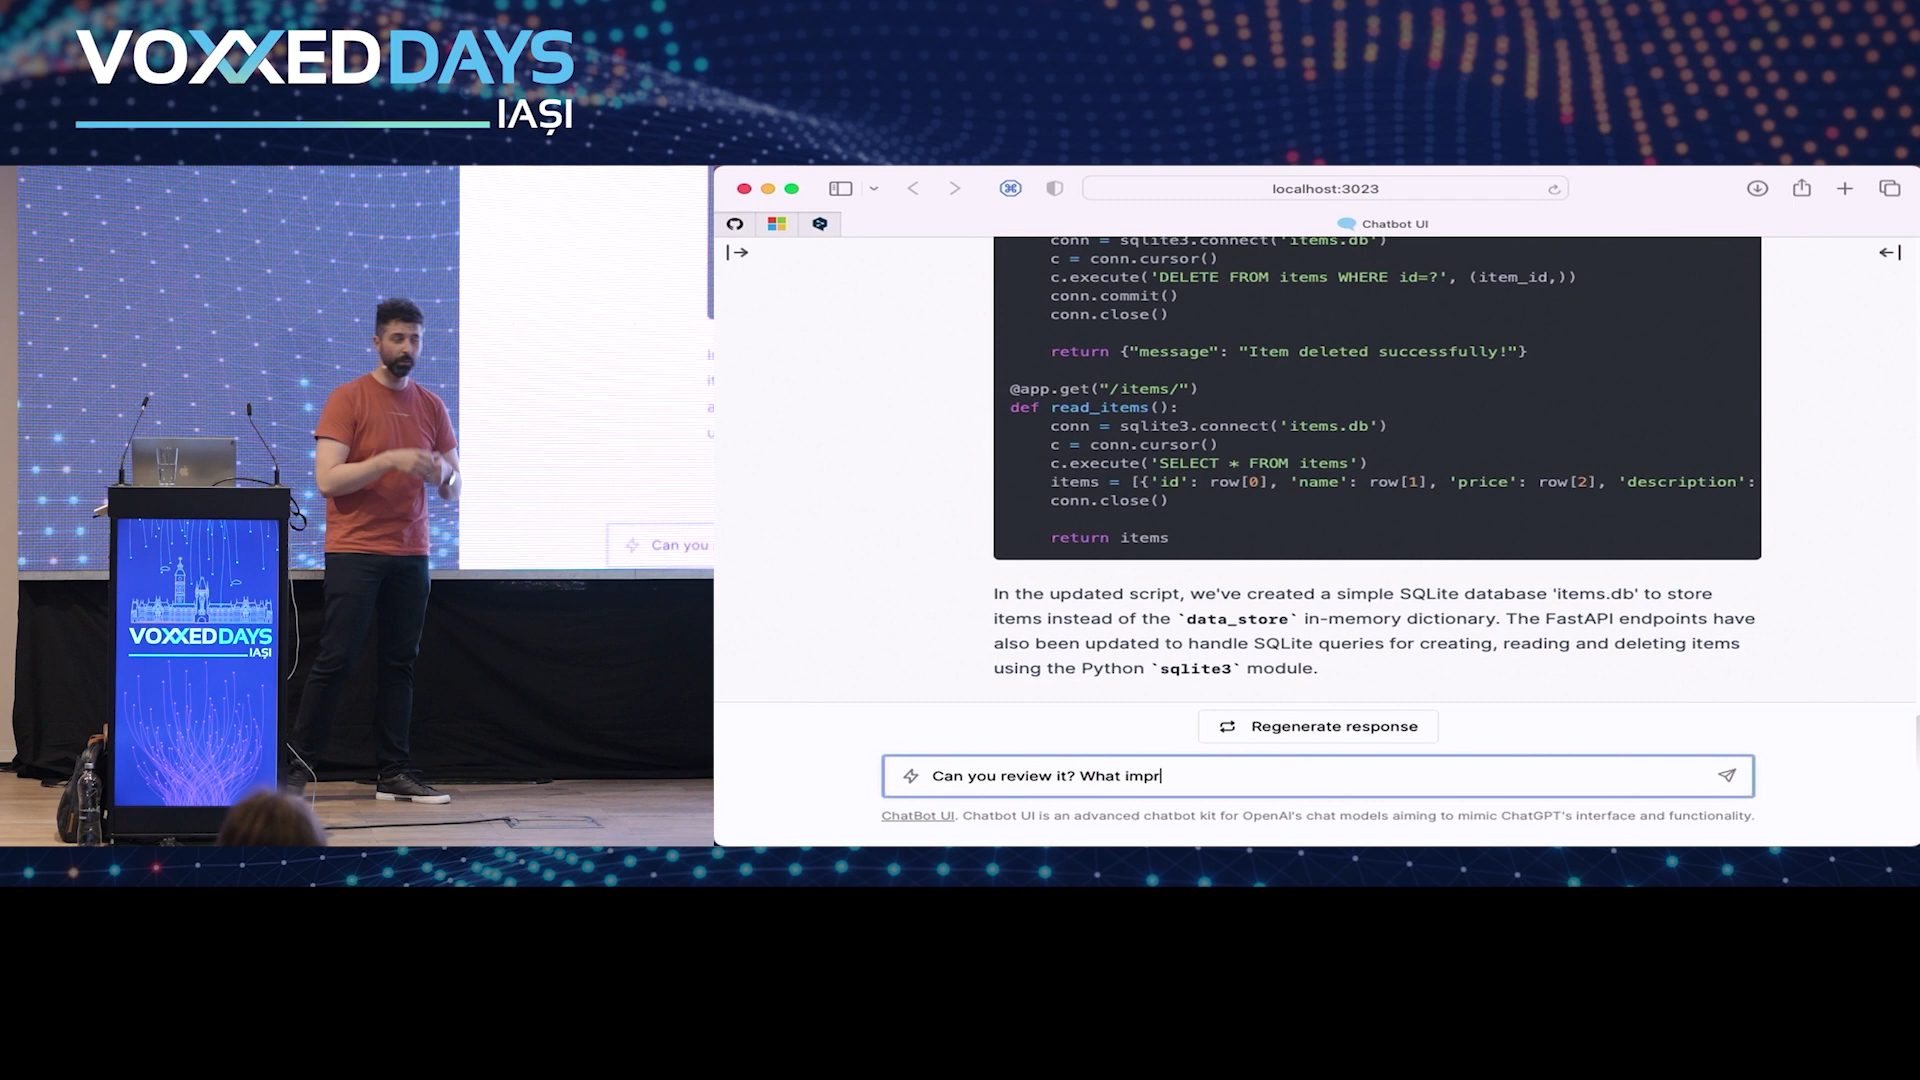 VOXXEDDAYS
IAȘI
localhost:3023
Chatbot UI
conn = sqlite3.connect('items.db')
c = conn.cursor()
c.execute('DELETE FROM items WHERE id=?', (item_id,))
conn.commit()
conn.close()
return {"message": "Item deleted successfully!"}
@app.get("/items/")
def read_items():
conn = sqlite3.connect('items.db')
c = conn.cursor()
c.execute('SELECT * FROM items')
items = [{'id': row[0], 'name': row[1], 'price': row[2], 'description':
conn.close()
return items
In the updated script, we've created a simple SQLite database 'items.db' to store
items instead of the `data_store` in-memory dictionary. The FastAPI endpoints have
also been updated to handle SQLite queries for creating, reading and deleting items
using the Python `sqlite3` module.
Regenerate response
Can you review it? What impr
ChatBot UI. Chatbot UI is an advanced chatbot kit for OpenAI's chat models aiming to mimic ChatGPT's interface and functionality.
Can you
VOXXEDDAYS
IAȘI